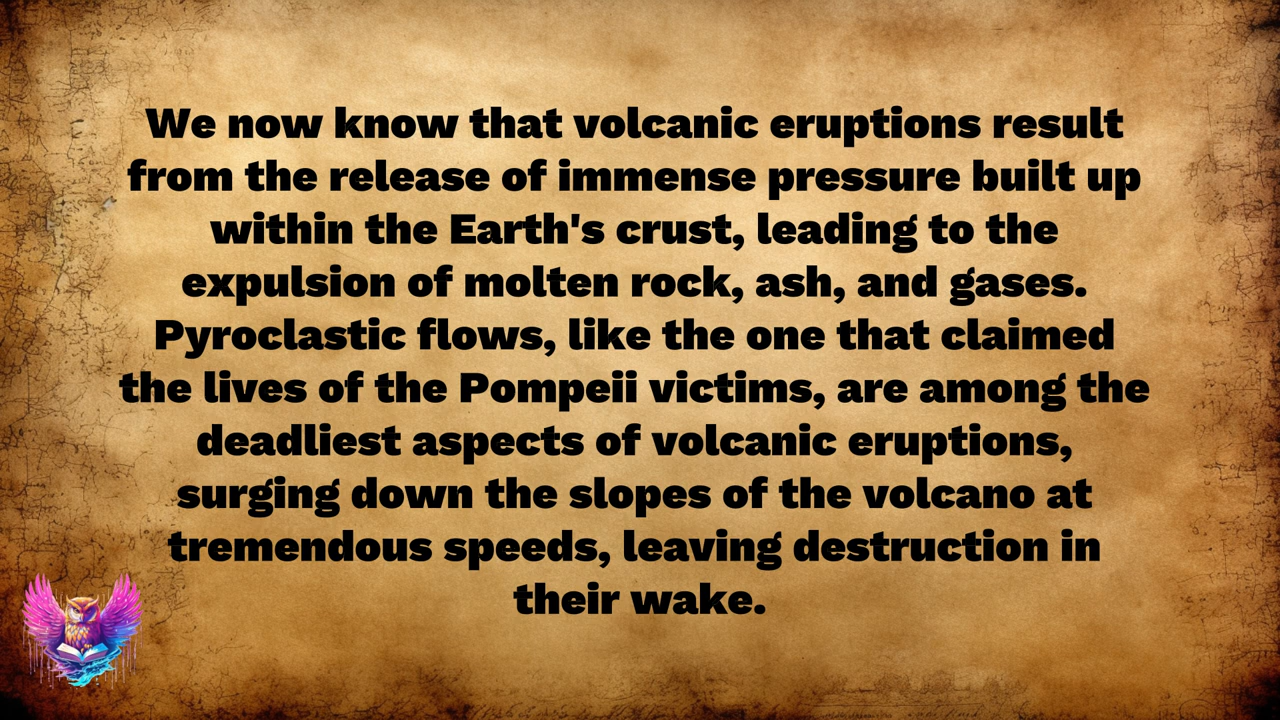 We now know that volcanic eruptions result
from the release of immense pressure built up
within the Earth's crust, leading to the
expulsion of molten rock, ash, and gases.
Pyroclastic flows, like the one that claimed
the lives of the Pompeii victims, are among the
deadliest aspects of volcanic eruptions,
surging down the slopes of the volcano at
tremendous speeds, leaving destruction in
their wake.